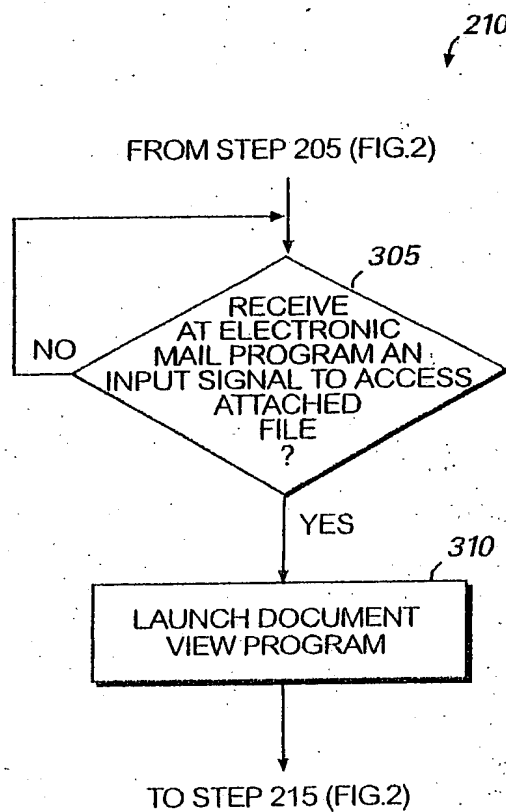 210
FROM STEP 205 (FIG.2)
305
RECEIVE
AT ELECTRONIC
MAIL PROGRAM AN
INPUT SIGNAL TO ACCESS
ATTACHED
FILE
?
NO
YES
310
LAUNCH DOCUMENT
VIEW PROGRAM
TO STEP 215 (FIG.2)